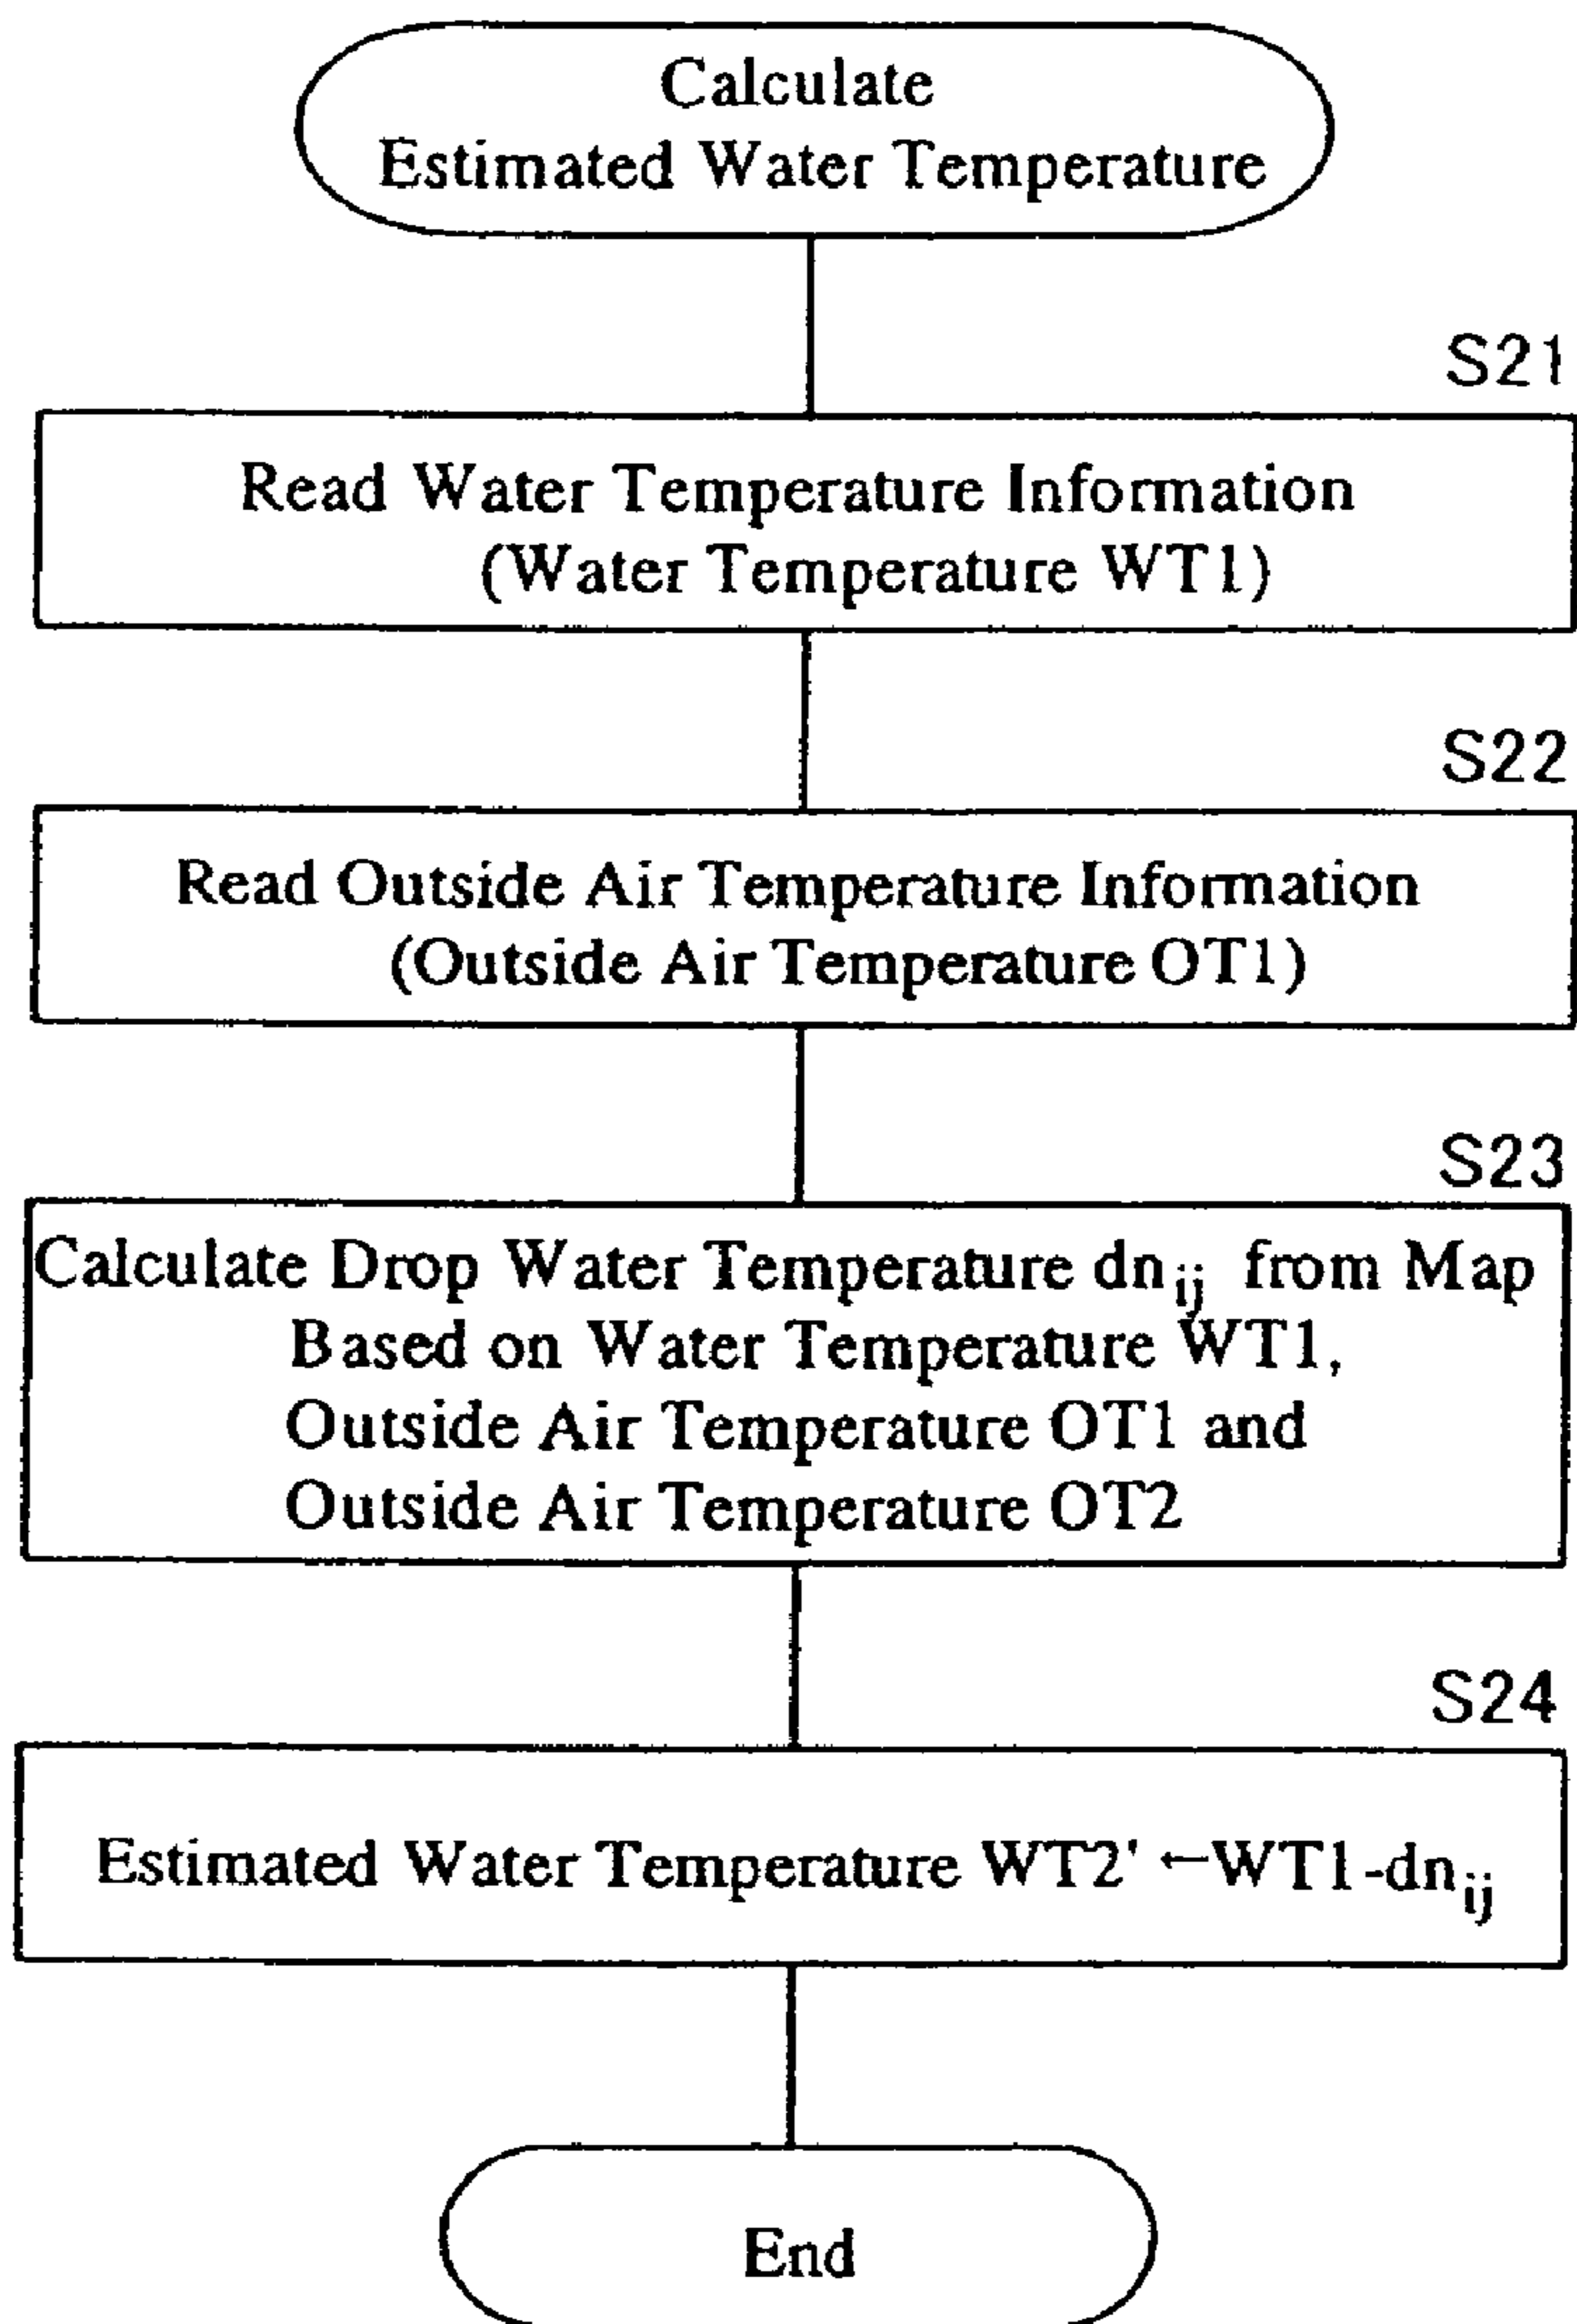 Calculate
Estimated Water Temperature
S21
Read Water Temperature Information
(Water Temperature WT1)
S22
Read Outside Air Temperature Information
(Outside Air Temperature OT1)
S23
Calculate Drop Water Temperature dn_ij from Map
Based on Water Temperature WT1,
Outside Air Temperature OT1 and
Outside Air Temperature OT2
S24
Estimated Water Temperature WT2' ←WT1-dn_ij
End